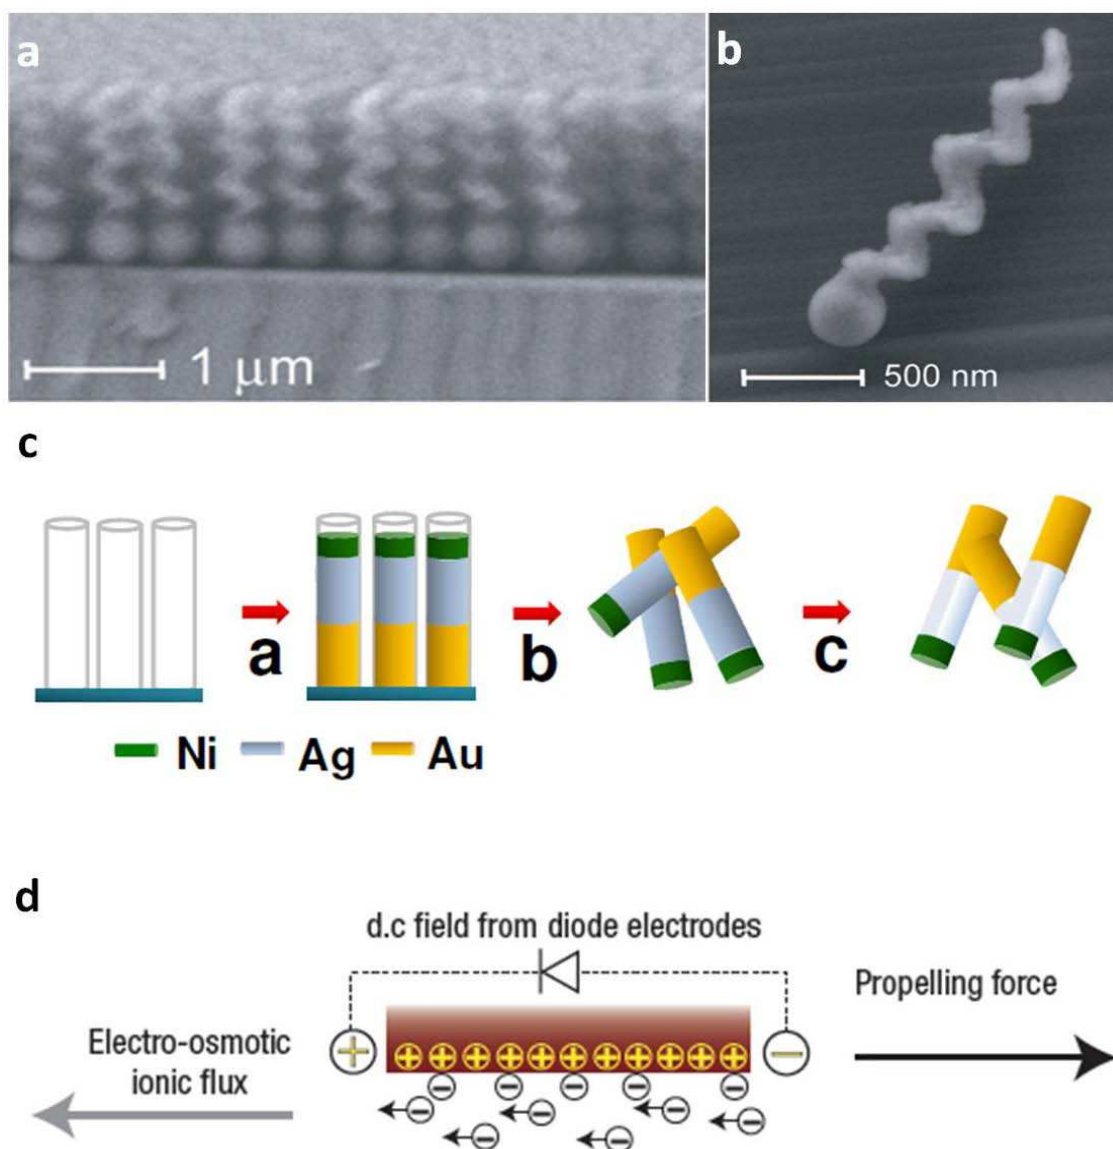 a
b
1 μm
500 nm
c
a
b
c
Ni
Ag
Au
d
d.c field from diode electrodes
Propelling force
Electro-osmotic
ionic flux